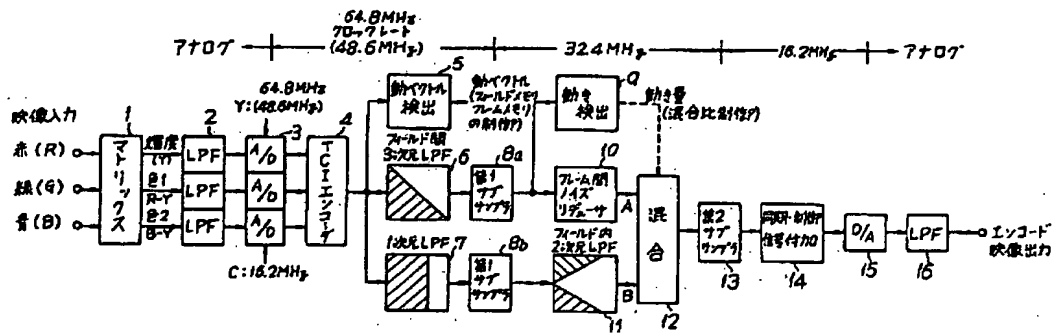 64.8MHz
クロックレート
(48.6MHz)
アナログ
32.4MHz
16.2MHz
アナログ
64.8MHz
Y:(48.6MHz)
映像入力
赤(R)
緑(G)
青(B)
1
マトリックス
輝度
(Y)
色1
R-Y
色2
B-Y
2
LPF
LPF
LPF
3
A/D
A/D
A/D
C:16.2MHz
4
TCIエンコーダ
5
動ベクトル
検出
動ベクトル
(フィールドメモリ
フレームメモリ
の制御)
フィールド間
3次元LPF
6
8a
第1
サブ
サンプラ
1次元LPF
7
8b
第1
サブ
サンプラ
9
動き
検出
動き量
(混合比制御)
10
フレーム間
ノイズ
リデューサ
A
フィールド内
2次元LPF
11
B
混合
12
第2
サブ
サンプラ
13
同期・制御
信号付加
14
D/A
15
LPF
16
エンコード
映像出力